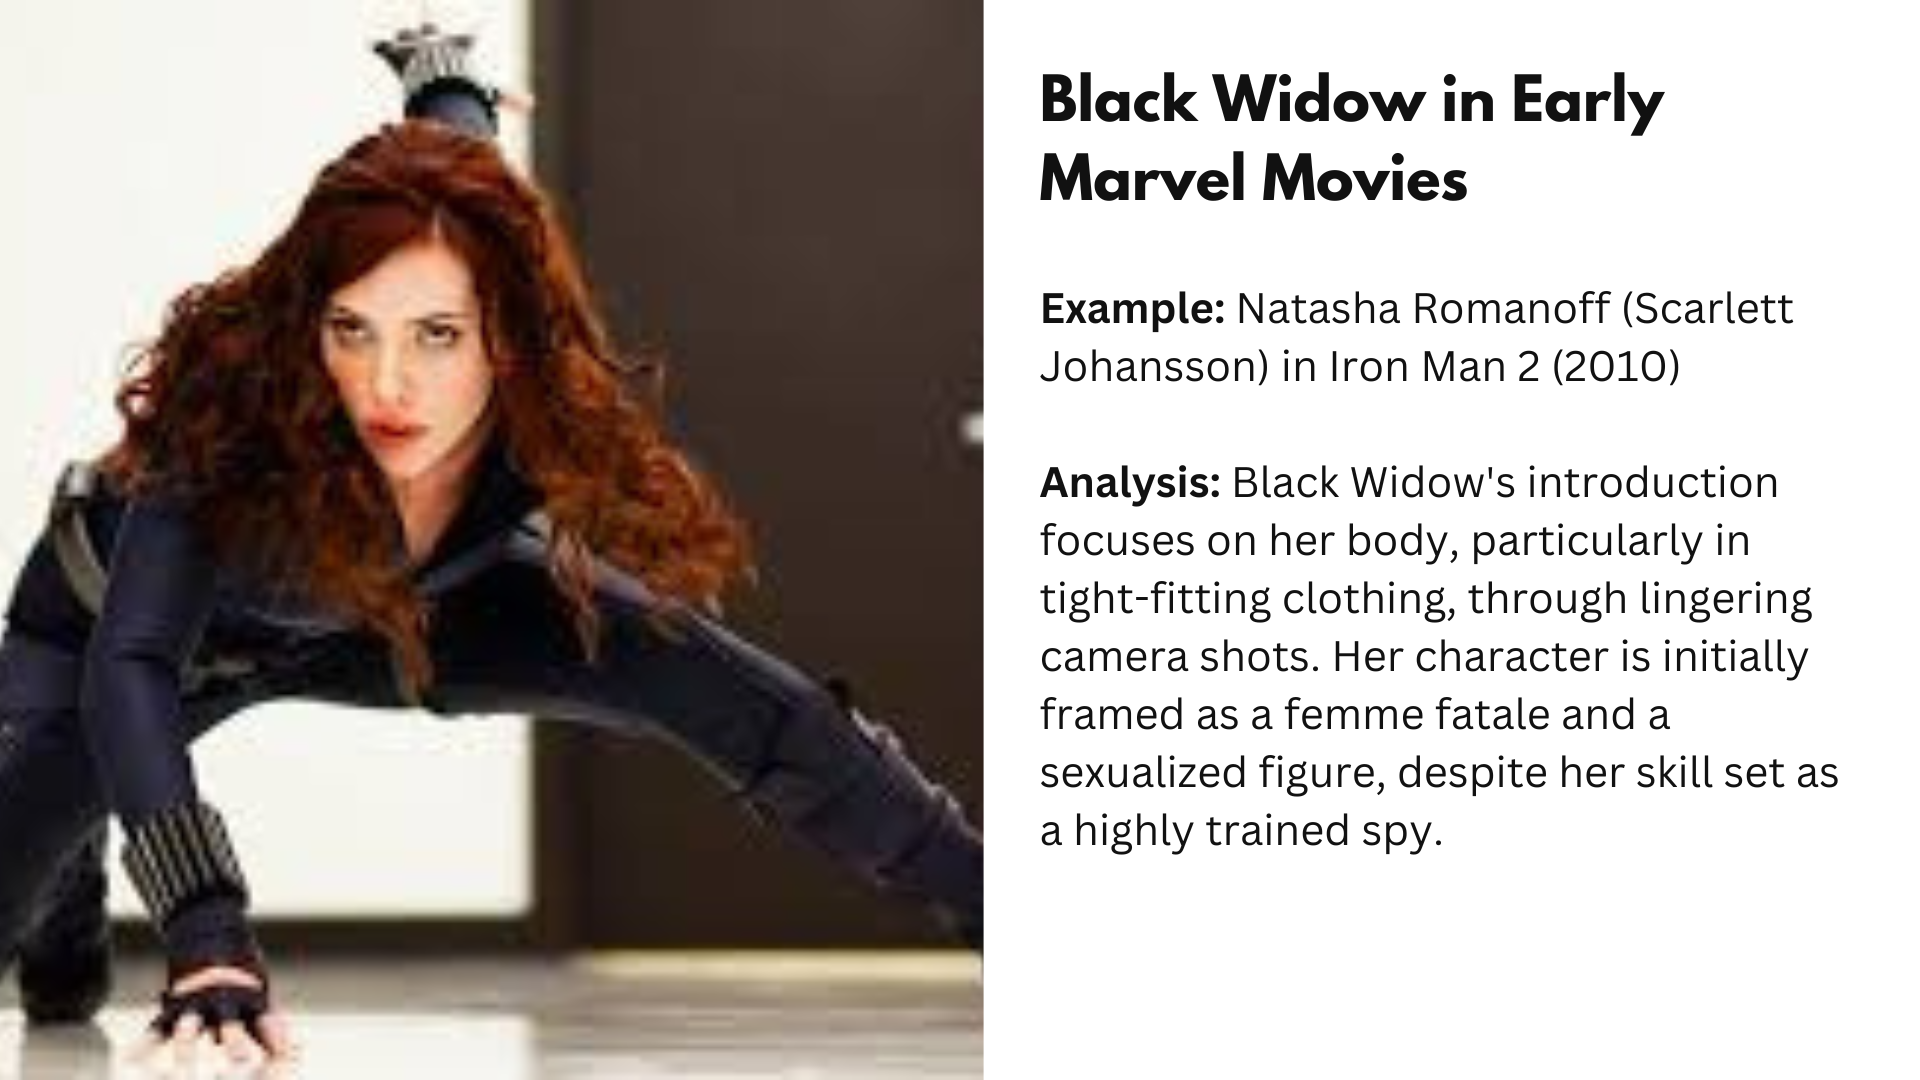 Black Widow in Early
Marvel Movies
Example: Natasha Romanoff (Scarlett
Johansson) in Iron Man 2 (2010)
Analysis: Black Widow's introduction
focuses on her body, particularly in
tight-fitting clothing, through lingering
camera shots. Her character is initially
framed as a femme fatale and a
sexualized figure, despite her skill set as
a highly trained spy.